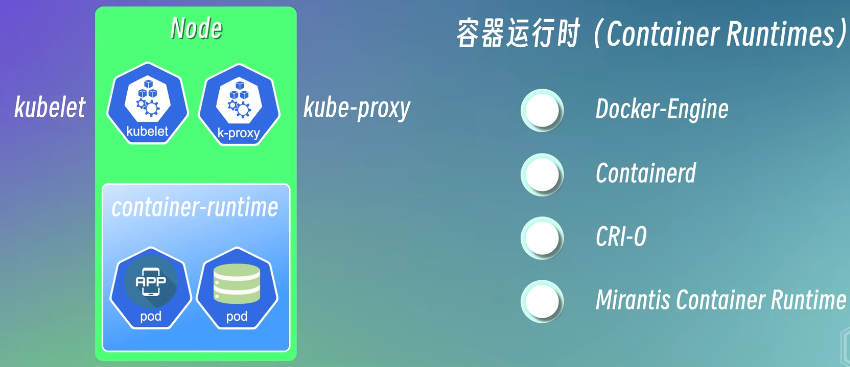 Node
kubelet
kubelet
k-proxy
kube-proxy
container-runtime
APP
pod
pod
容器运行时（Container Runtimes）
Docker-Engine
Containerd
CRI-O
Mirantis Container Runtime